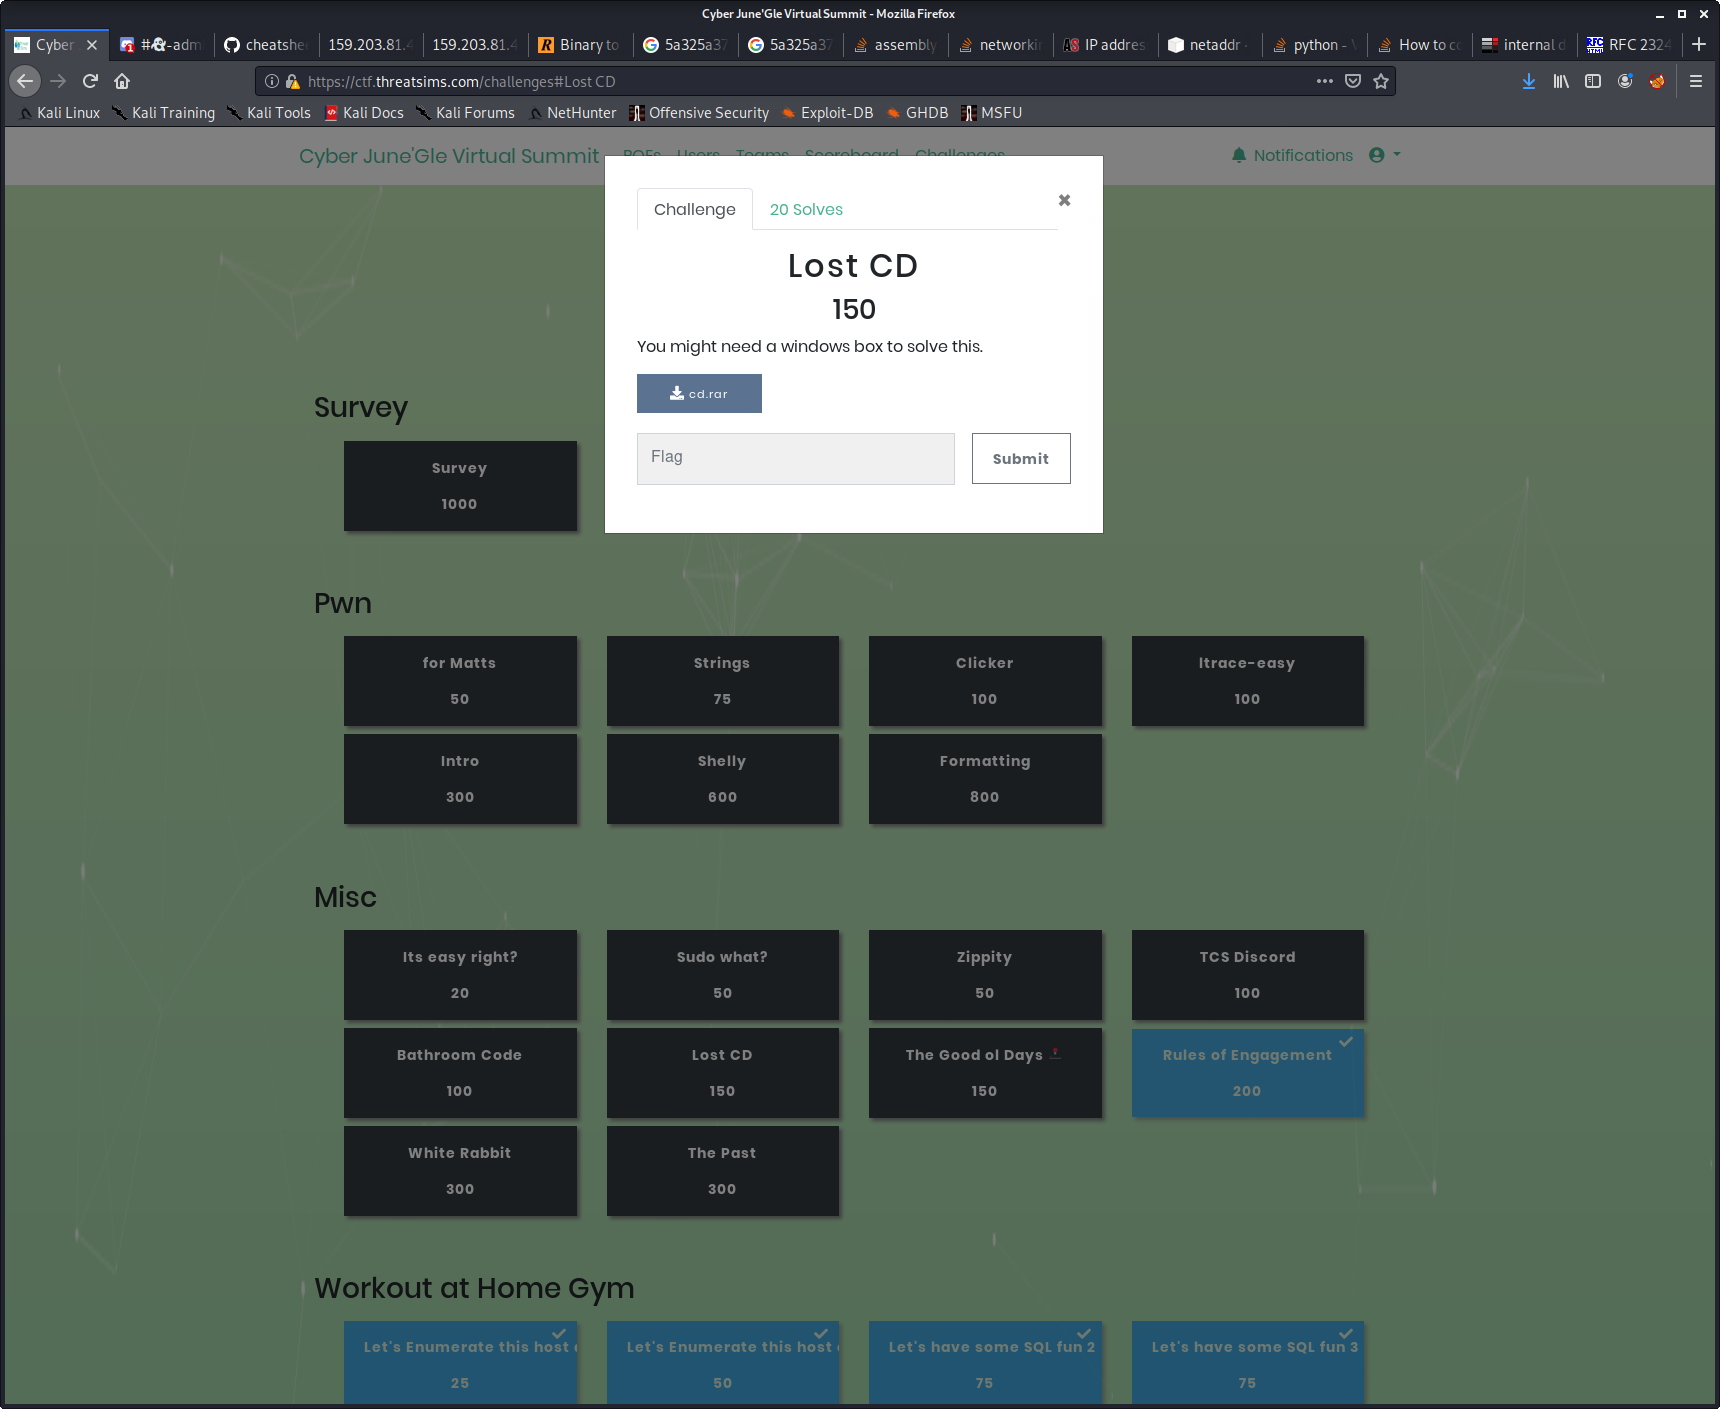 Cyber June'Gle Virtual Summit - Mozilla Firefox
Cyber
#
-adm
cheatshe
159.203.81.4
159.203.81.4
Binary to
5a325a37
5a325a37
assembly
networkin
IP addres
netaddr
python -
How to co
internal d
RFC 2324
https://ctf.threatsims.com/challenges#Lost CD
Kali Linux
Kali Training
Kali Tools
Kali Docs
Kali Forums
NetHunter
Offensive Security
Exploit-DB
GHDB
MSFU
Cyber June'Gle Virtual Summit
Users
Teams
Scoreboard
Challenges
Notifications
Challenge
20 Solves
Lost CD
150
You might need a windows box to solve this.
cd.rar
Flag
Submit
Survey
Survey
1000
Pwn
for Matts
50
Strings
75
Clicker
100
ltrace-easy
100
Intro
300
Shelly
600
Formatting
800
Misc
Its easy right?
20
Sudo what?
50
Zippity
50
TCS Discord
100
Bathroom Code
100
Lost CD
150
The Good ol Days
150
Rules of Engagement
200
White Rabbit
300
The Past
300
Workout at Home Gym
Let's Enumerate this host
25
Let's Enumerate this host
50
Let's have some SQL fun 2
75
Let's have some SQL fun 3
75